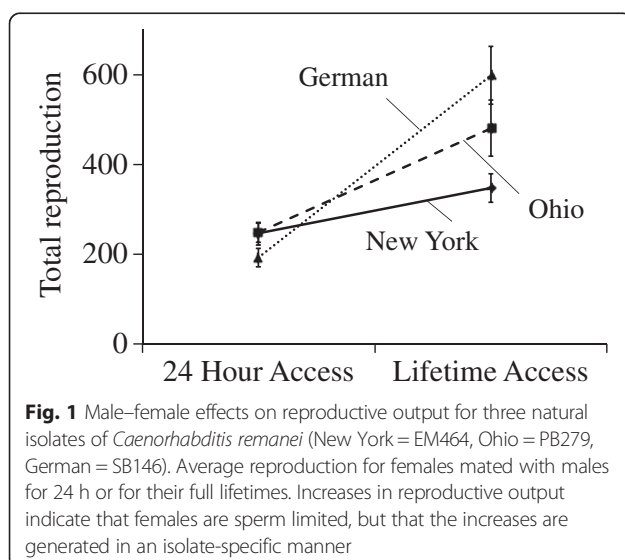 600
German
400
Ohio
New York
200
0
Total reproduction
24 Hour Access
Lifetime Access
Fig. 1 Male–female effects on reproductive output for three natural
isolates of Caenorhabditis remanei (New York = EM464, Ohio = PB279,
German = SB146). Average reproduction for females mated with males
for 24 h or for their full lifetimes. Increases in reproductive output
indicate that females are sperm limited, but that the increases are
generated in an isolate-specific manner